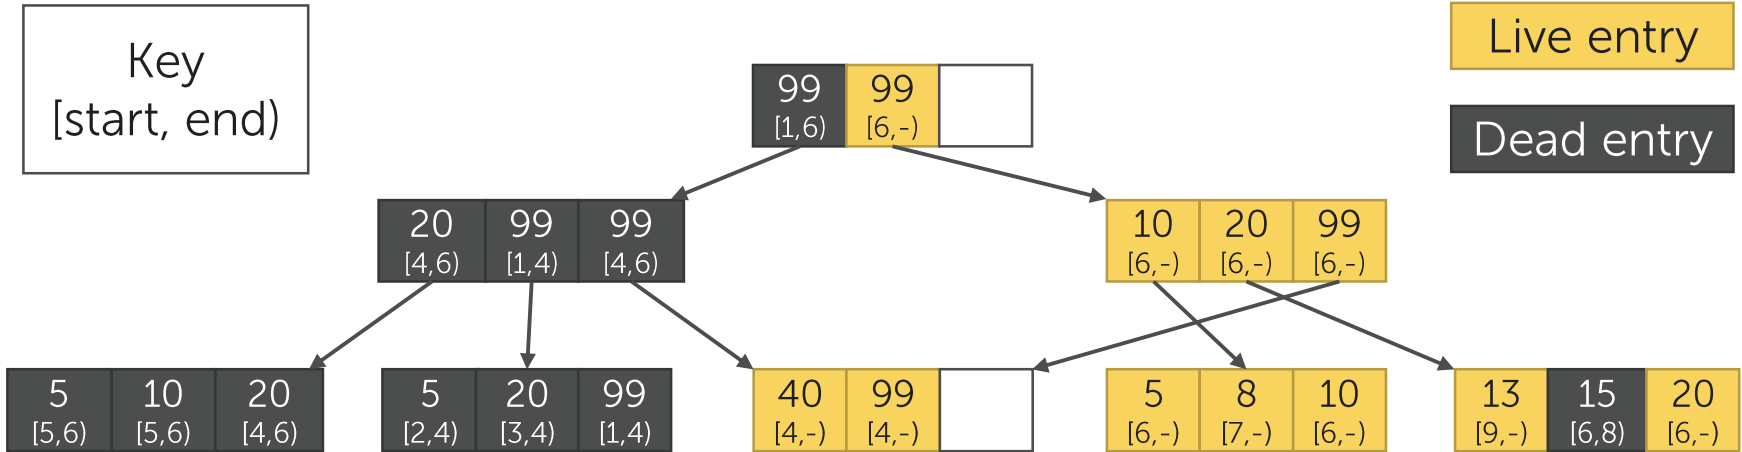 Key
[start, end)
Live entry
Dead entry
99 99
[1,6) [6,-)
20 99 99
[4,6) [1,4) [4,6)
10 20 99
[6,-) [6,-) [6,-)
5 10 20
[5,6) [5,6) [4,6)
5 20 99
[2,4) [3,4) [1,4)
40 99
[4,-) [4,-)
5 8 10
[6,-) [7,-) [6,-)
13 15 20
[9,-) [6,8) [6,-)